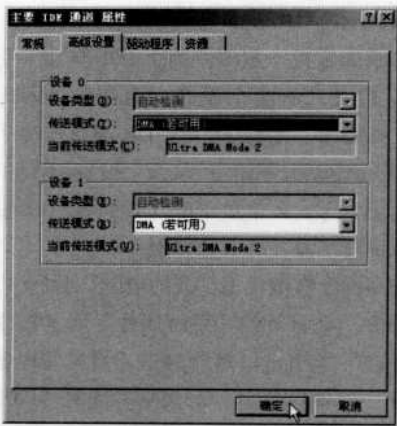 主要 IDE 通道 属性
常规 高级设置 驱动程序 资源
设备 0
设备类型(D): 自动检测
传送模式(T): DMA (若可用)
当前传送模式(C): Ultra DMA Mode 2
设备 1
设备类型(E): 自动检测
传送模式(R): DMA (若可用)
当前传送模式(U): Ultra DMA Mode 2
确定 取消